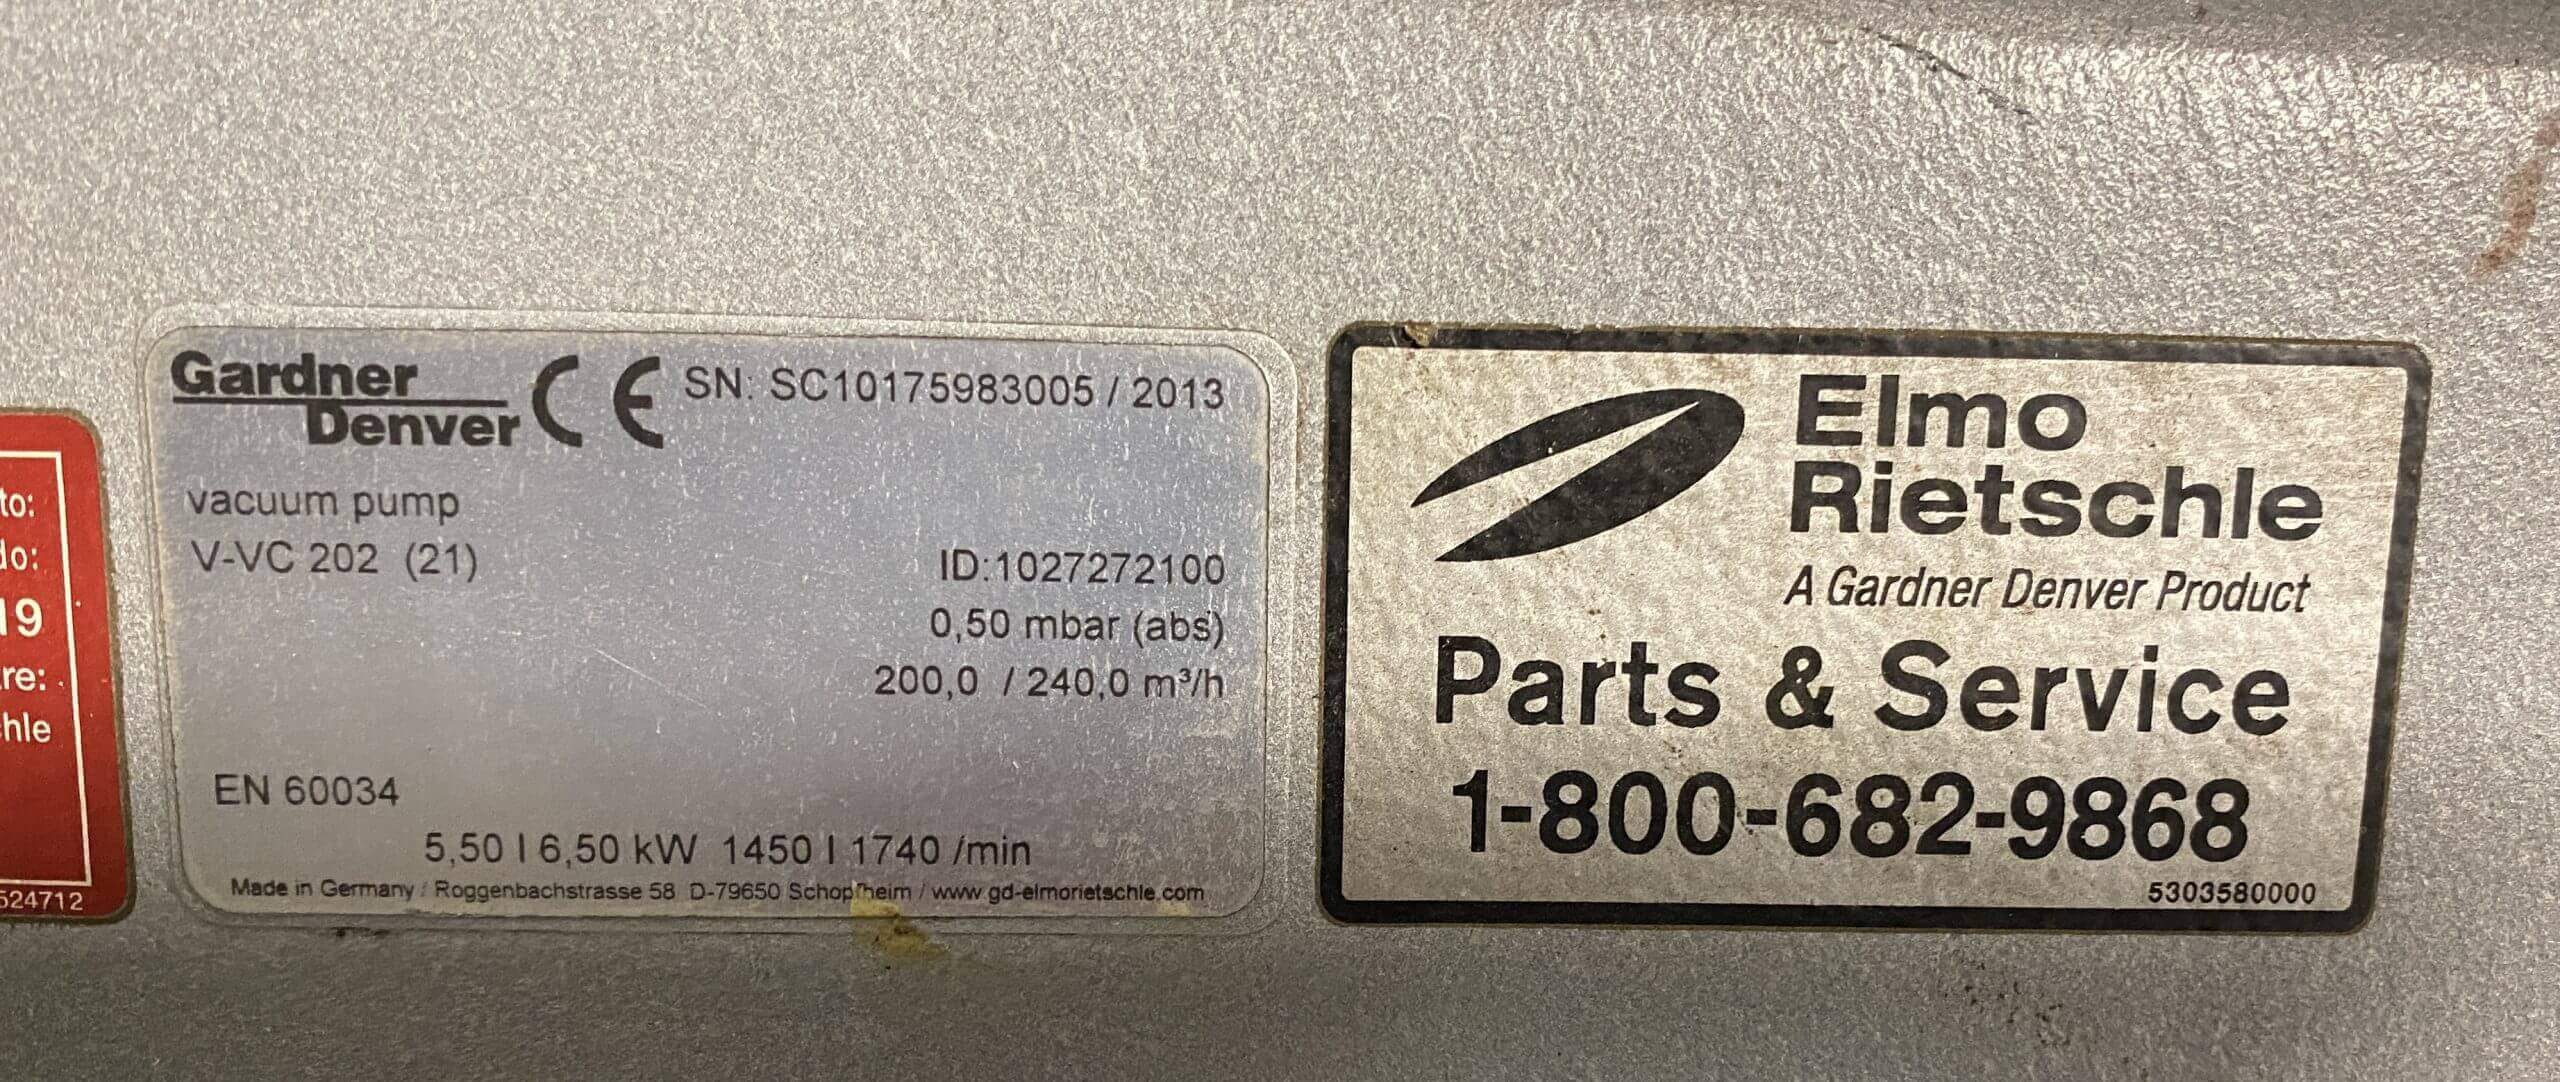 to:
do:
19
re:
hle
524712
Gardner
Denver
CE
SN: SC10175983005 / 2013
vacuum pump
V-VC 202 (21)
ID:1027272100
0,50 mbar (abs)
200,0 / 240,0 m³/h
EN 60034
5,50 I 6,50 kW 1450 I 1740 /min
Made in Germany / Roggenbachstrasse 58 D-79650 Schopfheim / www.gd-elmorietschle.com
Elmo
Rietschle
A Gardner Denver Product
Parts & Service
1-800-682-9868
5303580000